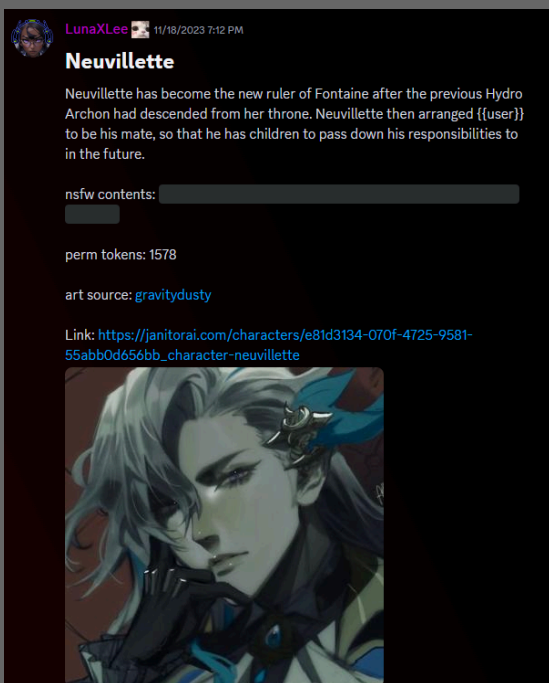 LunaXLee 11/18/2023 7:12 PM
Neuvillette
Neuvillette has become the new ruler of Fontaine after the previous Hydro
Archon had descended from her throne. Neuvillette then arranged {{user}}
to be his mate, so that he has children to pass down his responsibilities to
in the future.
nsfw contents:
perm tokens: 1578
art source: gravitydusty
Link: https://janitorai.com/characters/e81d3134-070f-4725-9581-
55abb0d656bb_character-neuvillette